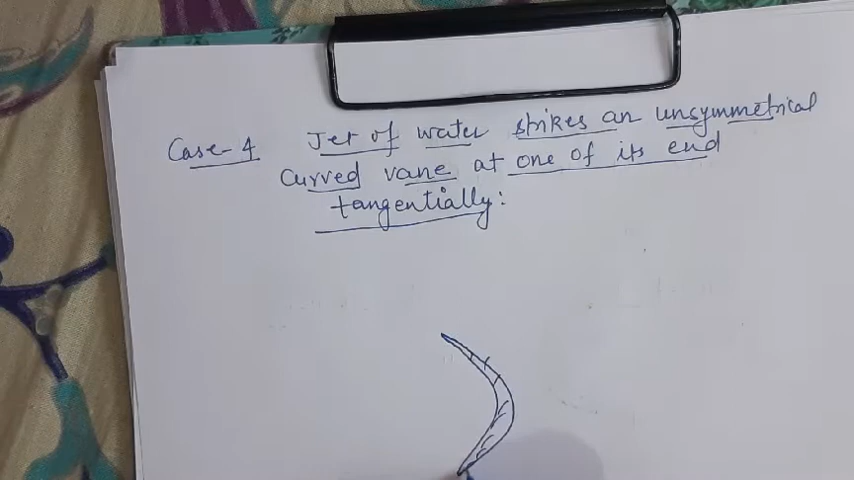 Case-4 Jet of water strikes an unsymmetrical
curved vane at one of its end
tangentially: